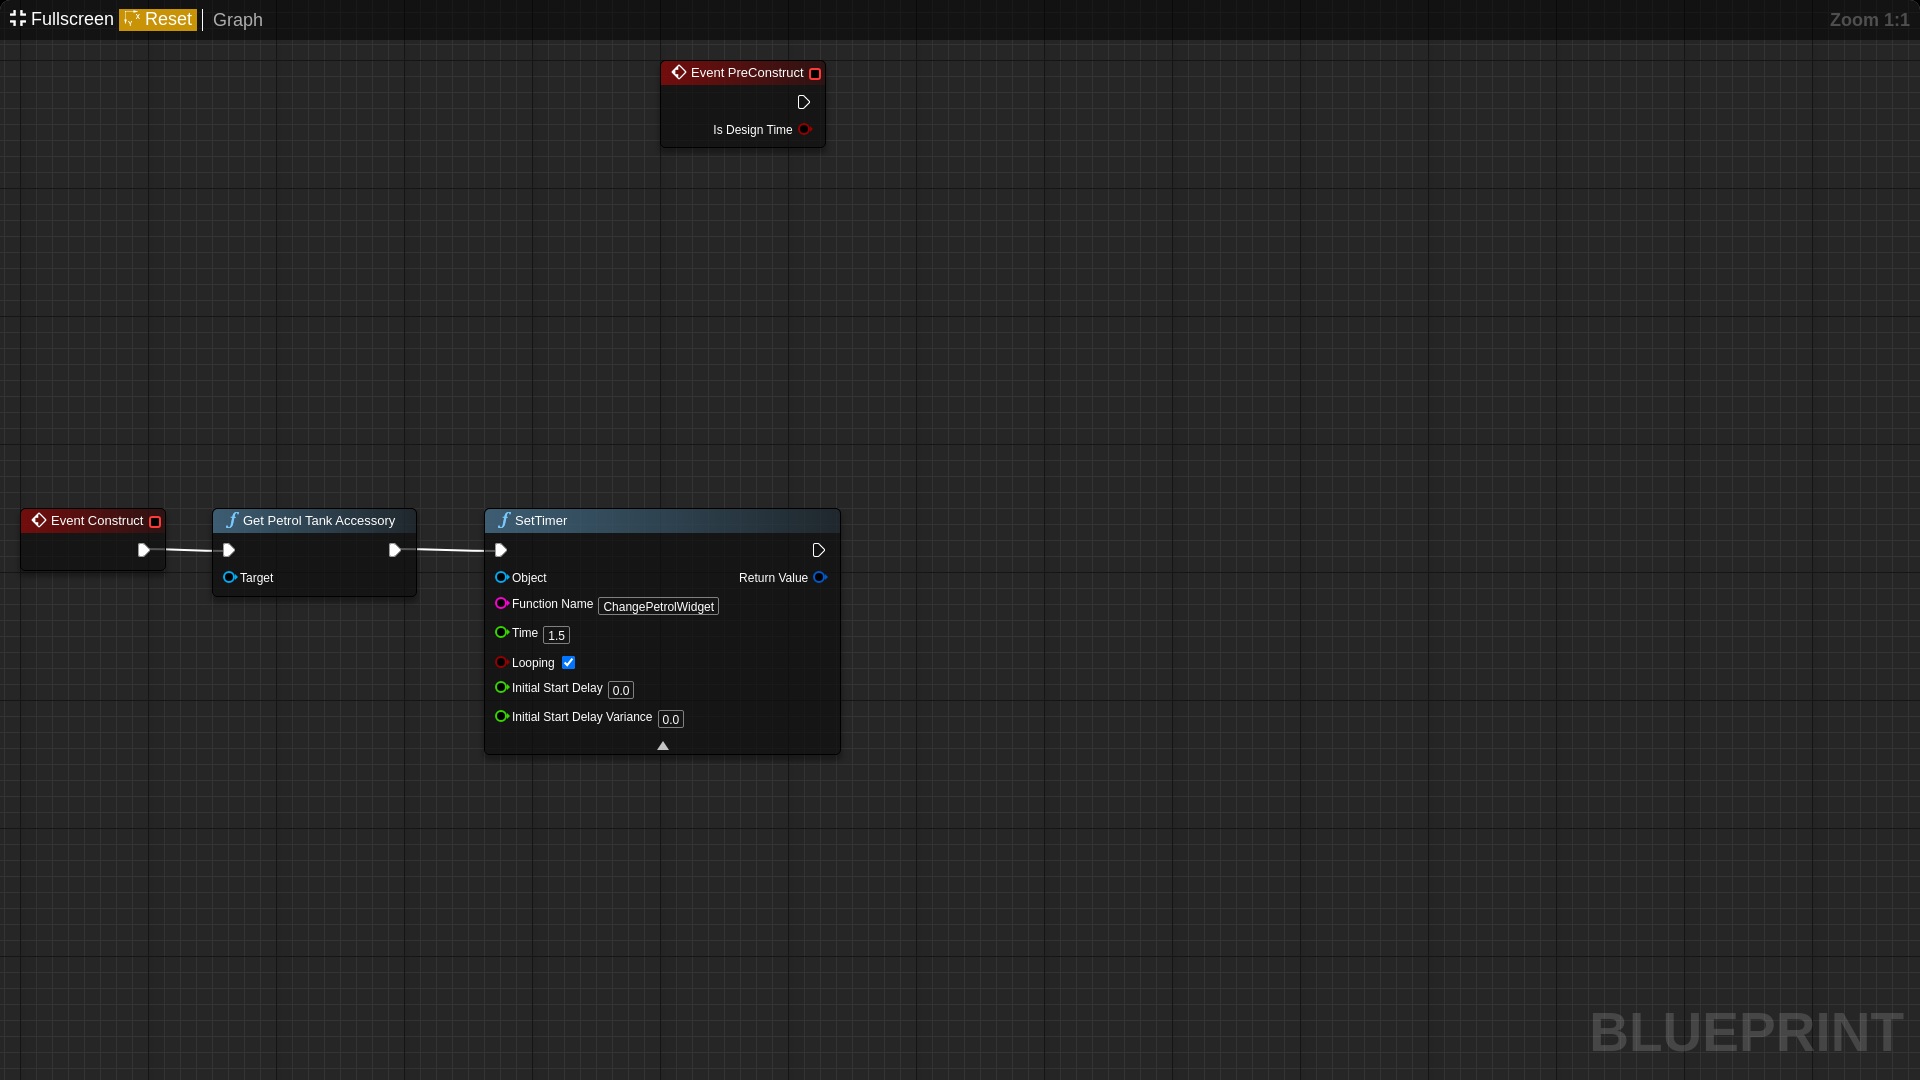 Fullscreen Reset Graph Zoom 1:1
Event PreConstruct
Is Design Time
Event Construct
Get Petrol Tank Accessory
Target
SetTimer
Object Return Value
Function Name ChangePetrolWidget
Time 1.5
Looping
Initial Start Delay 0.0
Initial Start Delay Variance 0.0
BLUEPRINT